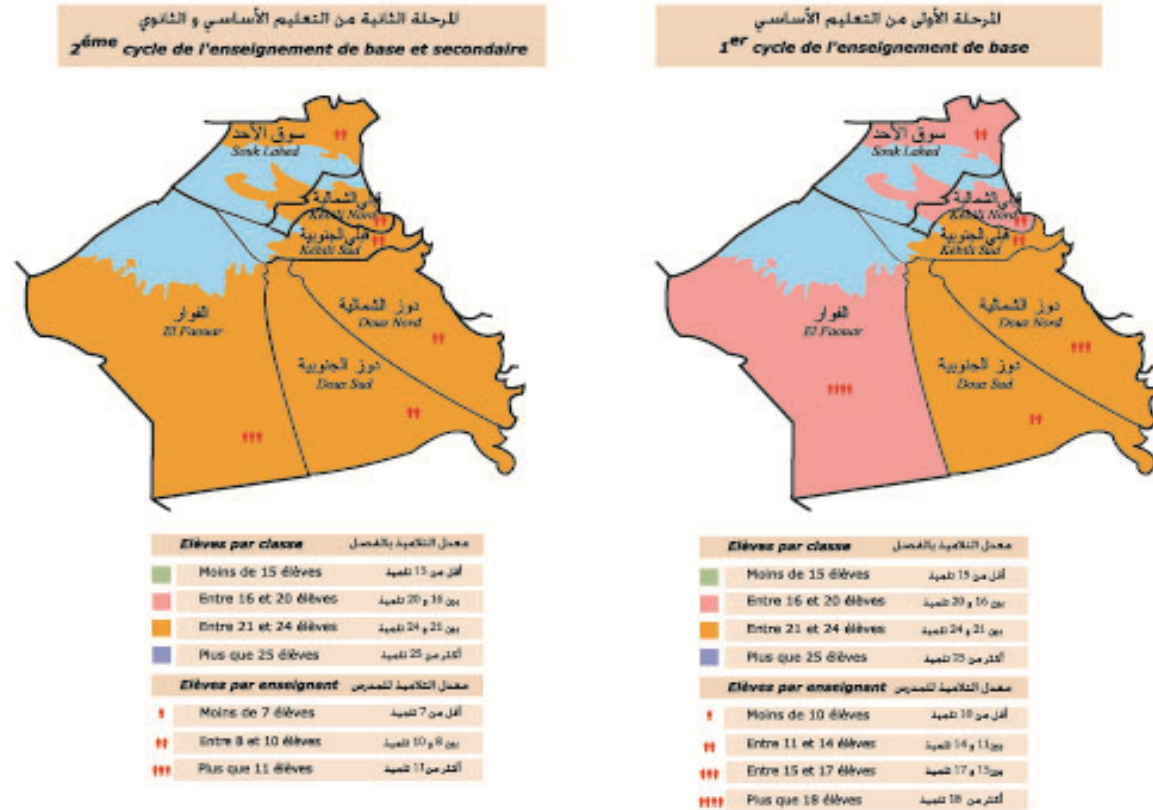 المرحلة الثانية من التعليم الأساسي و الثانوي
2éme cycle de l'enseignement de base et secondaire
سوق الأحد
Souk Lahed
قبلي الشمالية
Kebili Nord
قبلي الجنوبية
Kebili Sud
الفوار
El Faouar
دوز الشمالية
Douz Nord
دوز الجنوبية
Douz Sud
Elèves par classe معدل التلاميذ بالفصل
Moins de 15 élèves أقل من 15 تلميذ
Entre 16 et 20 élèves بين 16 و 20 تلميذ
Entre 21 et 24 élèves بين 21 و 24 تلميذ
Plus que 25 élèves أكثر من 25 تلميذ
Elèves par enseignant معدل التلاميذ للمدرس
Moins de 7 élèves أقل من 7 تلميذ
Entre 8 et 10 élèves بين 8 و 10 تلميذ
Plus que 11 élèves أكثر من 11 تلميذ
المرحلة الأولى من التعليم الأساسي
1er cycle de l'enseignement de base
سوق الأحد
Souk Lahed
قبلي الشمالية
Kebili Nord
قبلي الجنوبية
Kebili Sud
الفوار
El Faouar
دوز الشمالية
Douz Nord
دوز الجنوبية
Douz Sud
Elèves par classe معدل التلاميذ بالفصل
Moins de 15 élèves أقل من 15 تلميذ
Entre 16 et 20 élèves بين 16 و 20 تلميذ
Entre 21 et 24 élèves بين 21 و 24 تلميذ
Plus que 25 élèves أكثر من 25 تلميذ
Elèves par enseignant معدل التلاميذ للمدرس
Moins de 10 élèves أقل من 10 تلميذ
Entre 11 et 14 élèves بين 11 و 14 تلميذ
Entre 15 et 17 élèves بين 15 و 17 تلميذ
Plus que 18 élèves أكثر من 18 تلميذ